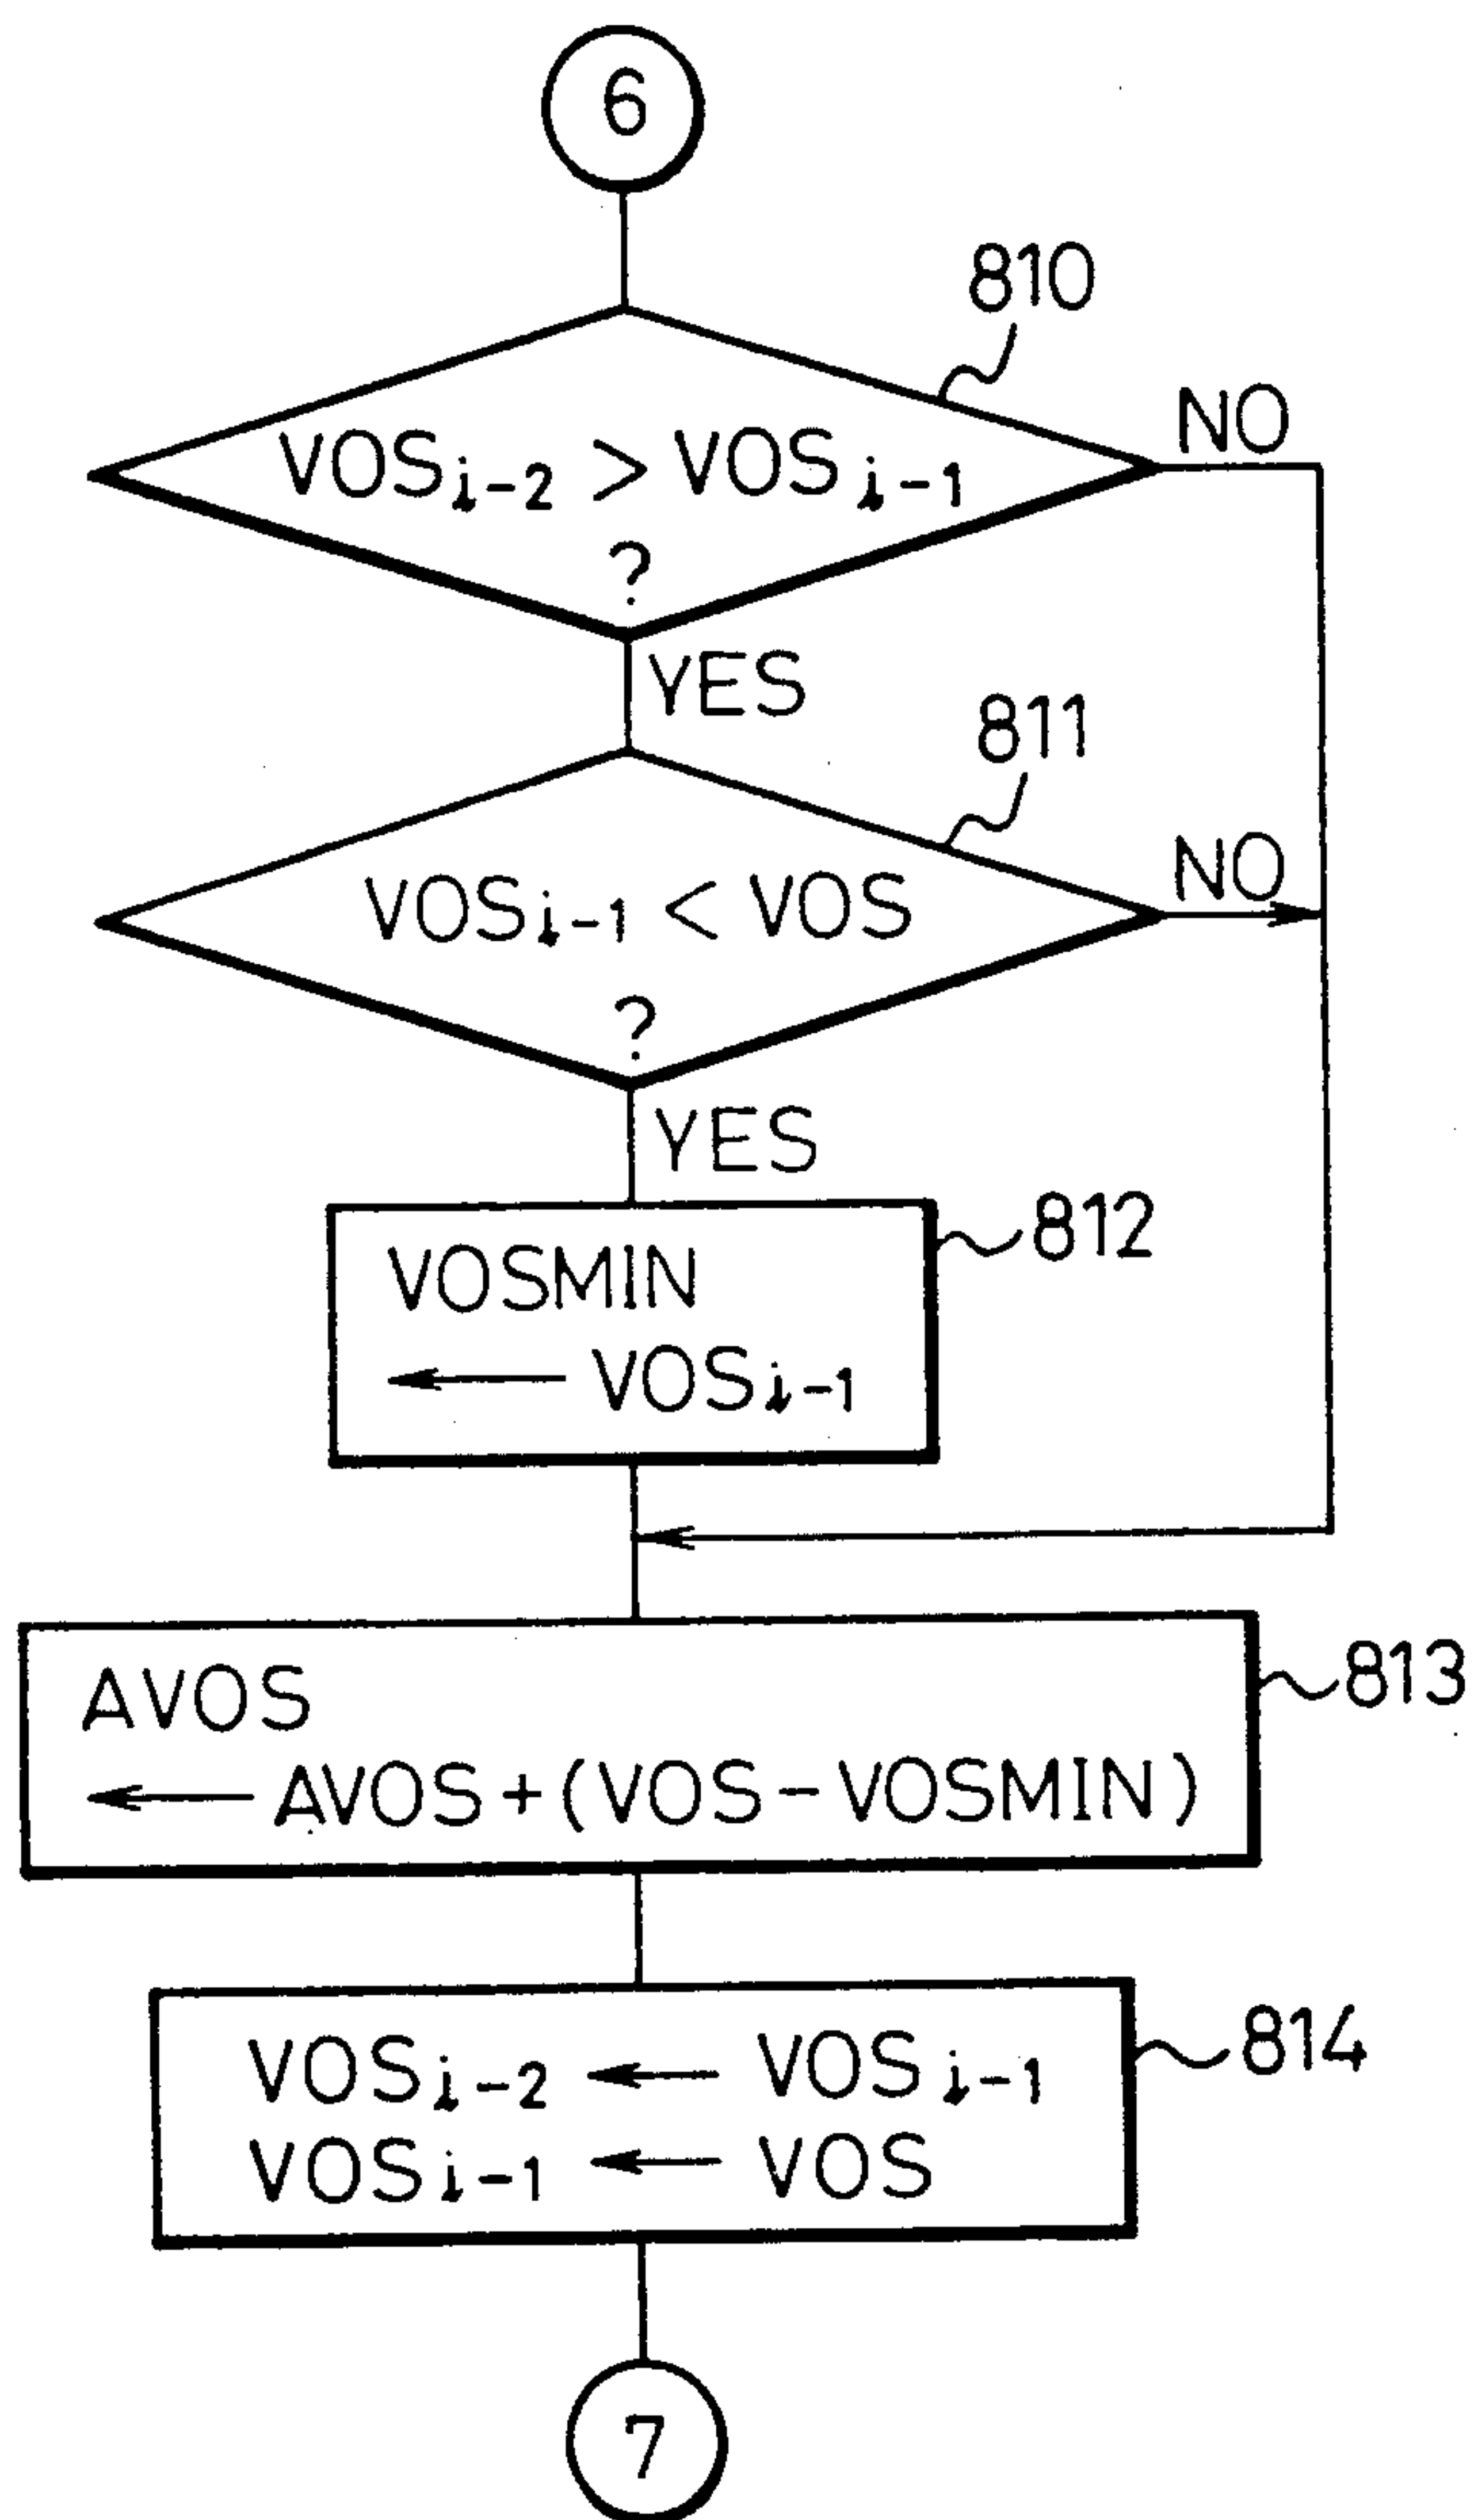 6
810
VOSi-2 > VOSi-1
?
NO
YES
811
VOSi-1 < VOS
?
NO
YES
812
VOSMIN
← VOSi-1
813
AVOS
← AVOS+(VOS-VOSMIN)
814
VOSi-2 ← VOSi-1
VOSi-1 ← VOS
7